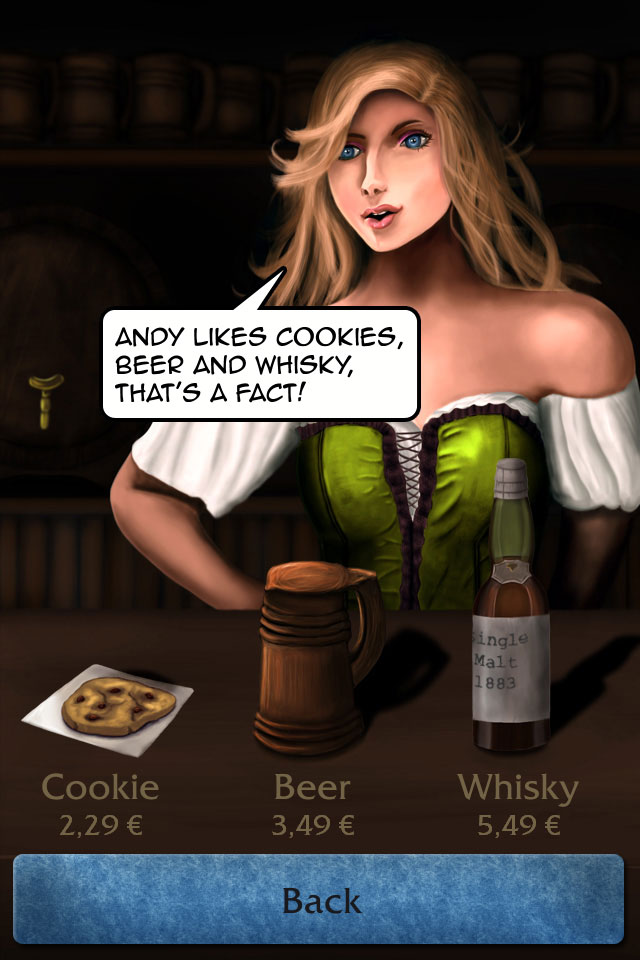 ANDY LIKES COOKIES,
BEER AND WHISKY,
THAT'S A FACT!
Single
Malt
1883
Cookie Beer Whisky
2,29 € 3,49 € 5,49 €
Back